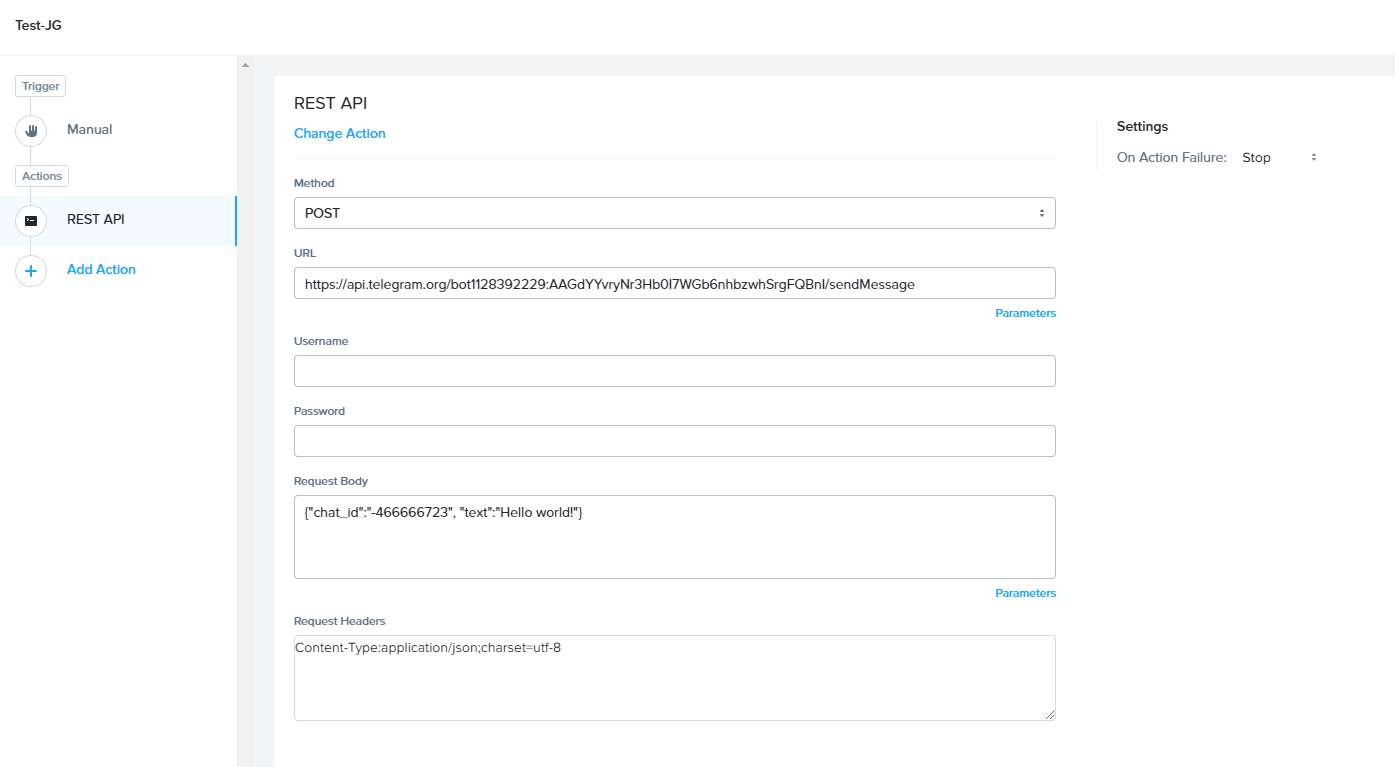 Test-JG
Trigger
Manual
Actions
REST API
Add Action
REST API
Change Action
Method
POST
URL
https://api.telegram.org/bot1128392229:AAGdYYvryNr3Hb0I7WGb6nhbzwhSrgFQBnI/sendMessage
Parameters
Username
Password
Request Body
{"chat_id":"-466666723", "text":"Hello world!"}
Parameters
Request Headers
Content-Type:application/json;charset=utf-8
Settings
On Action Failure: Stop